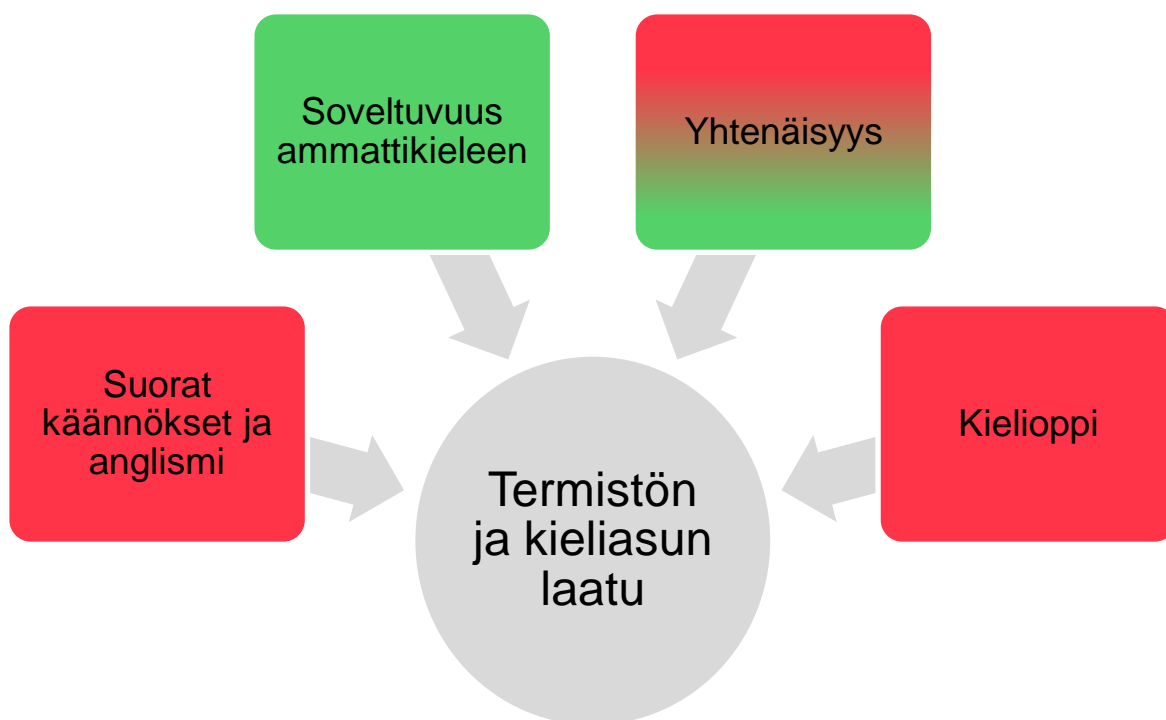 Soveltuvuus
ammattikieleen
Yhtenäisyys
Suorat
käännökset ja
anglismi
Kielioppi
Termistön
ja kieliasun
laatu